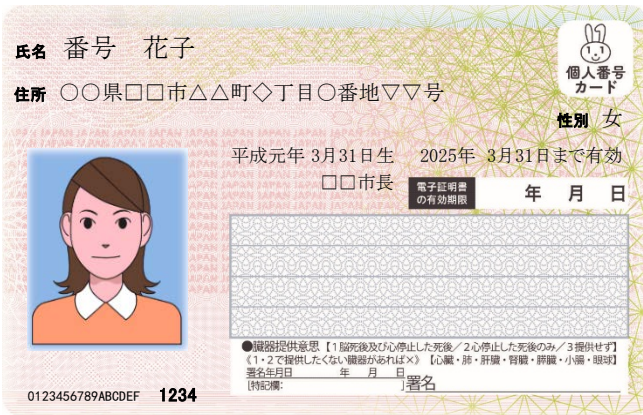 氏名 番号 花子
個人番号
カード
住所 ○○県□□市△△町◇丁目○番地▽▽号
性別 女
平成元年 3月31日生 2025年 3月31日まで有効
□□市長 電子証明書
の有効期限 年 月 日
●臓器提供意思【1脳死後及び心停止した死後／2心停止した死後のみ／3提供せず】
《1・2で提供したくない臓器があれば×》【心臓・肺・肝臓・腎臓・膵臓・小腸・眼球】
署名年月日 年 月 日
[特記欄: ]署名
0123456789ABCDEF 1234